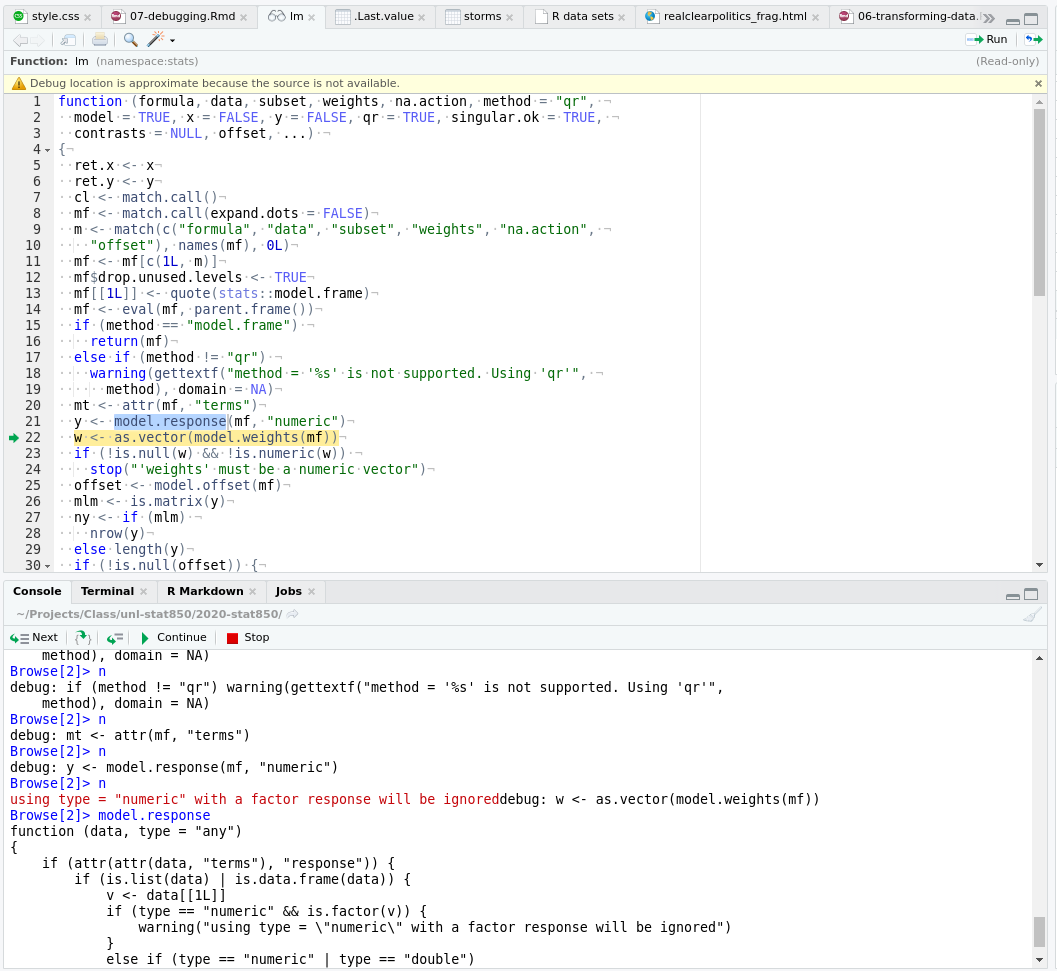 style.css × 07-debugging.Rmd × lm × .Last.value × storms × R data sets × realclearpolitics_frag.html × 06-transforming-data.
Run
Function: lm (namespace:stats) (Read-only)
Debug location is approximate because the source is not available. ×
1 function (formula, data, subset, weights, na.action, method = "qr",
2 model = TRUE, x = FALSE, y = FALSE, qr = TRUE, singular.ok = TRUE,
3 contrasts = NULL, offset, ...)
4 {
5 ret.x <- x
6 ret.y <- y
7 cl <- match.call()
8 mf <- match.call(expand.dots = FALSE)
9 m <- match(c("formula", "data", "subset", "weights", "na.action",
10 "offset"), names(mf), 0L)
11 mf <- mf[c(1L, m)]
12 mf$drop.unused.levels <- TRUE
13 mf[[1L]] <- quote(stats::model.frame)
14 mf <- eval(mf, parent.frame())
15 if (method == "model.frame")
16 return(mf)
17 else if (method != "qr")
18 warning(gettextf("method = '%s' is not supported. Using 'qr'",
19 method), domain = NA)
20 mt <- attr(mf, "terms")
21 y <- model.response(mf, "numeric")
22 w <- as.vector(model.weights(mf))
23 if (!is.null(w) && !is.numeric(w))
24 stop("'weights' must be a numeric vector")
25 offset <- model.offset(mf)
26 mlm <- is.matrix(y)
27 ny <- if (mlm)
28 nrow(y)
29 else length(y)
30 if (!is.null(offset)) {
Console Terminal × R Markdown × Jobs ×
~/Projects/Class/unl-stat850/2020-stat850/
Next Continue Stop
method), domain = NA)
Browse[2]> n
debug: if (method != "qr") warning(gettextf("method = '%s' is not supported. Using 'qr'",
method), domain = NA)
Browse[2]> n
debug: mt <- attr(mf, "terms")
Browse[2]> n
debug: y <- model.response(mf, "numeric")
Browse[2]> n
using type = "numeric" with a factor response will be ignoreddebug: w <- as.vector(model.weights(mf))
Browse[2]> model.response
function (data, type = "any")
{
if (attr(attr(data, "terms"), "response")) {
if (is.list(data) | is.data.frame(data)) {
v <- data[[1L]]
if (type == "numeric" && is.factor(v)) {
warning("using type = \"numeric\" with a factor response will be ignored")
}
else if (type == "numeric" | type == "double")